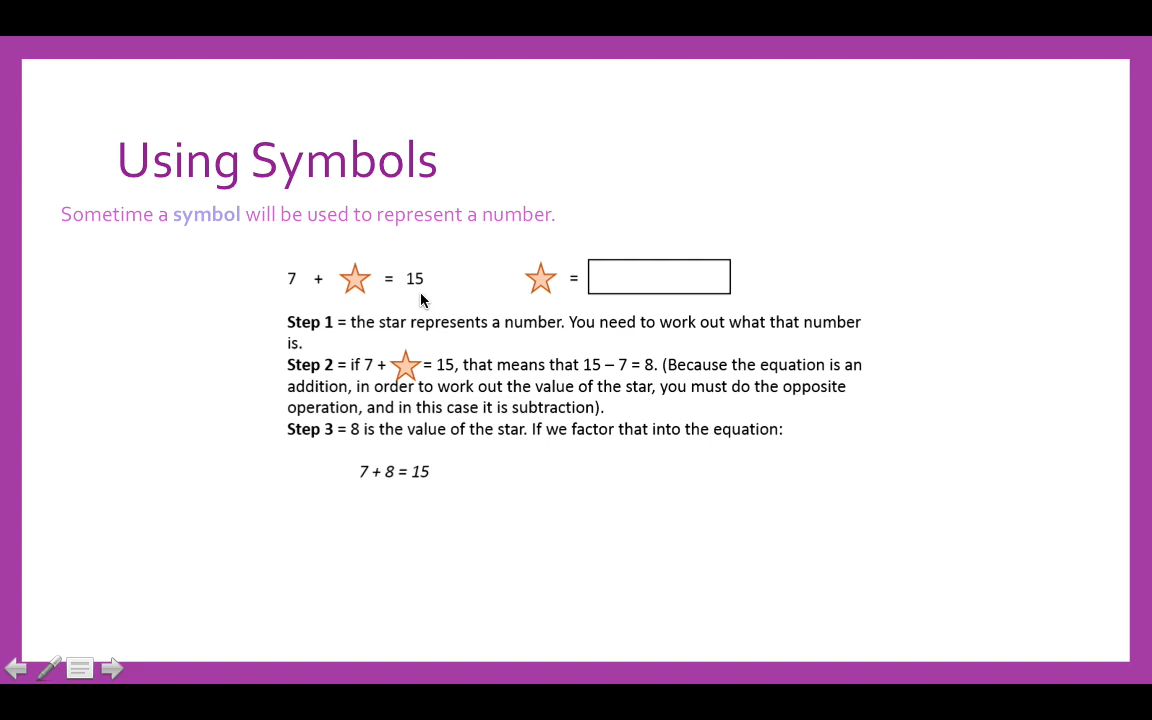 Using Symbols
Sometime a symbol will be used to represent a number.
7 + = 15 =
Step 1 = the star represents a number. You need to work out what that number
is.
Step 2 = if 7 + = 15, that means that 15 – 7 = 8. (Because the equation is an
addition, in order to work out the value of the star, you must do the opposite
operation, and in this case it is subtraction).
Step 3 = 8 is the value of the star. If we factor that into the equation:
7 + 8 = 15